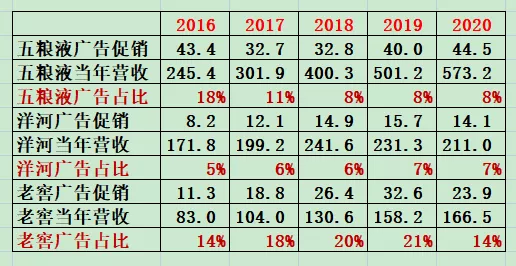 2016 2017 2018 2019 2020
五粮液广告促销 43.4 32.7 32.8 40.0 44.5
五粮液当年营收 245.4 301.9 400.3 501.2 573.2
五粮液广告占比 18% 11% 8% 8% 8%
洋河广告促销 8.2 12.1 14.9 15.7 14.1
洋河当年营收 171.8 199.2 241.6 231.3 211.0
洋河广告占比 5% 6% 6% 7% 7%
老窖广告促销 11.3 18.8 26.4 32.6 23.9
老窖当年营收 83.0 104.0 130.6 158.2 166.5
老窖广告占比 14% 18% 20% 21% 14%